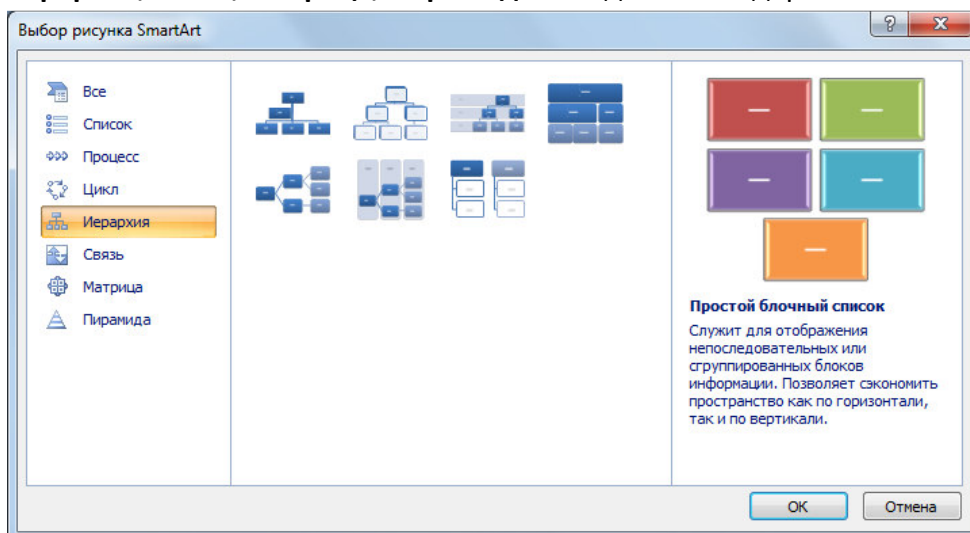 Выбор рисунка SmartArt
Все
Список
Процесс
Цикл
Иерархия
Связь
Матрица
Пирамида
Простой блочный список
Служит для отображения
непоследовательных или
сгруппированных блоков
информации. Позволяет сэкономить
пространство как по горизонтали,
так и по вертикали.
ОК
Отмена